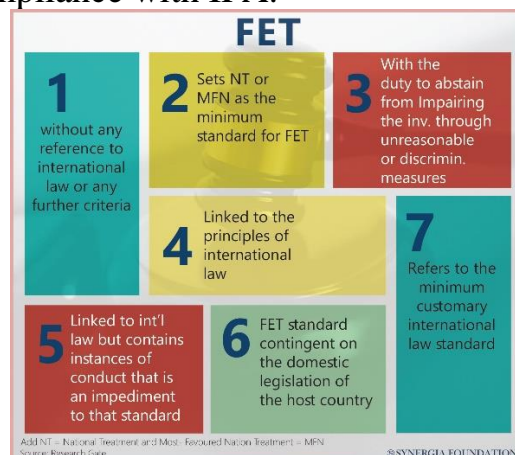 mpliance with IPA.
FET
1
without any
reference to
international
law or any
further criteria
2
Sets NT or
MFN as the
minimum
standard for FET
3
With the
duty to abstain
from Impairing
the inv. through
unreasonable
or discrimin.
measures
4
Linked to the
principles of
international
law
7
Refers to the
minimum
customary
international
law standard
5
Linked to int'l
law but contains
instances of
conduct that is
an impediment
to that standard
6
FET standard
contingent on
the domestic
legislation of
the host country
Add NT = National Treatment and Most- Favoured Nation Treatment = MFN
Source: Research Gate
SYNERGIA FOUNDATION